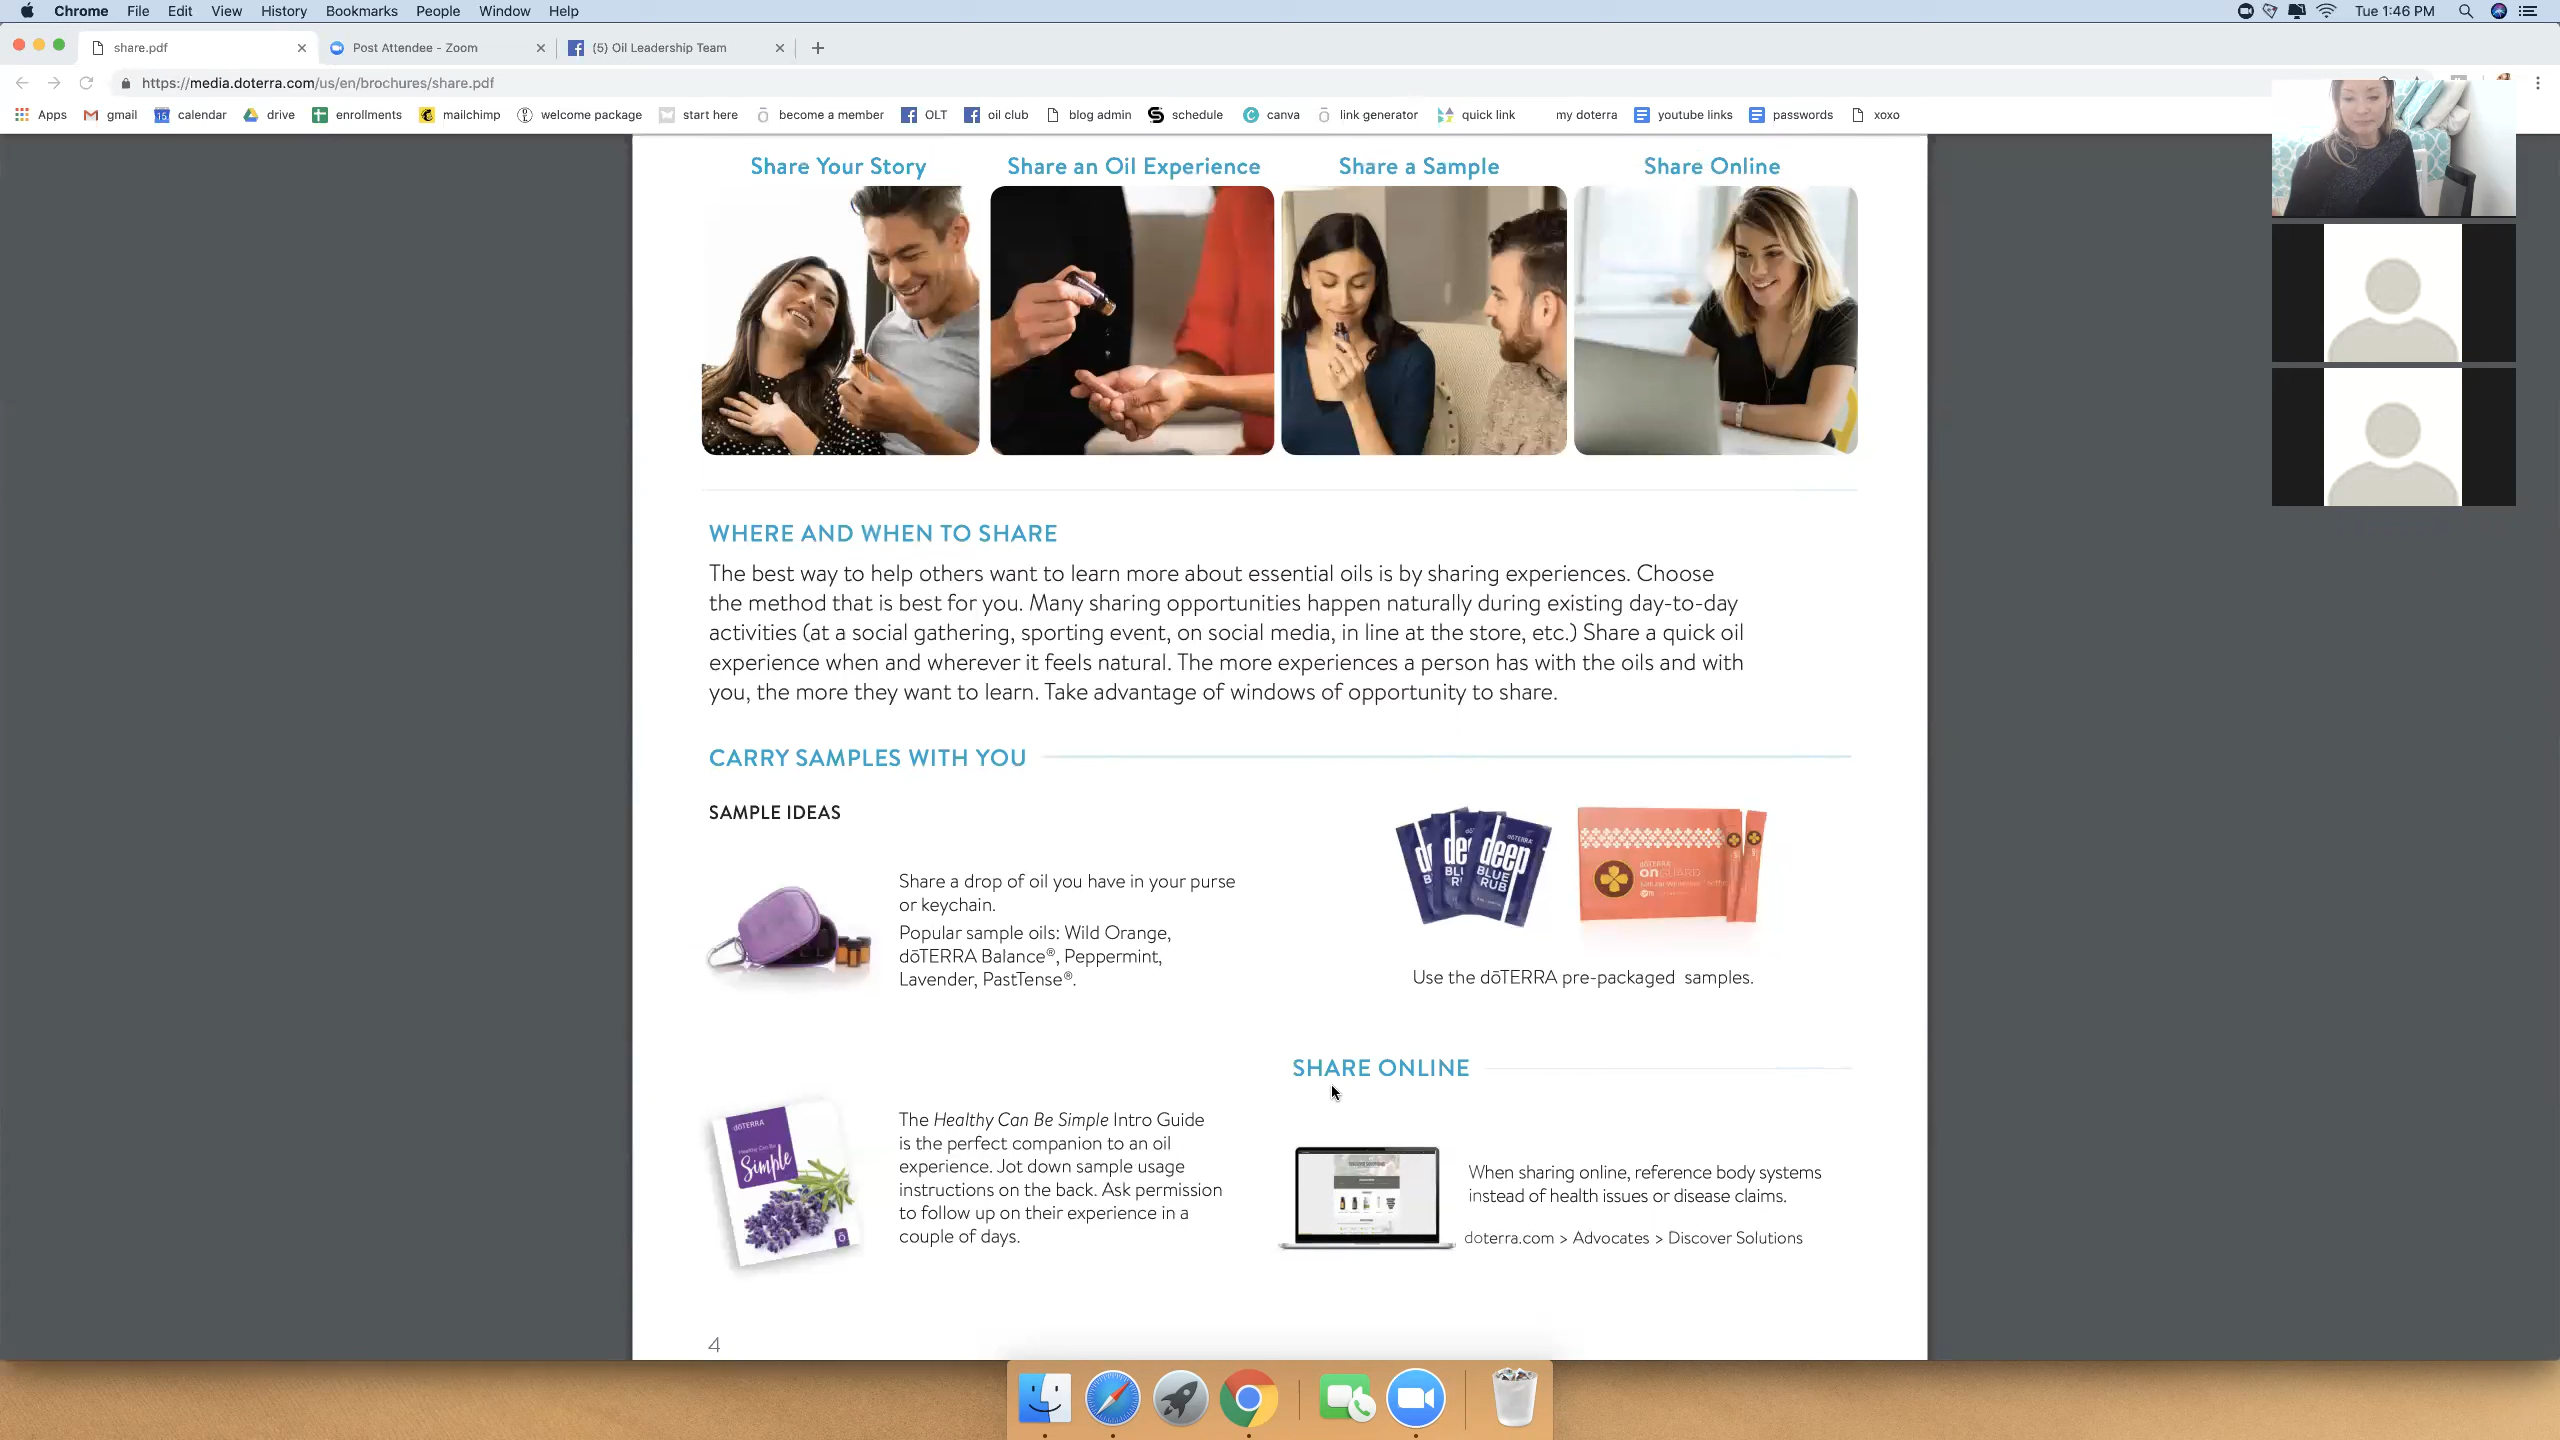 Chrome File Edit View History Bookmarks People Window Help Tue 1:46 PM
share.pdf Post Attendee - Zoom (5) Oil Leadership Team
https://media.doterra.com/us/en/brochures/share.pdf
Apps gmail calendar drive enrollments mailchimp welcome package start here become a member OLT oil club blog admin schedule canva link generator quick link my doterra youtube links passwords xoxo
Share Your Story Share an Oil Experience Share a Sample Share Online
WHERE AND WHEN TO SHARE
The best way to help others want to learn more about essential oils is by sharing experiences. Choose
the method that is best for you. Many sharing opportunities happen naturally during existing day-to-day
activities (at a social gathering, sporting event, on social media, in line at the store, etc.) Share a quick oil
experience when and wherever it feels natural. The more experiences a person has with the oils and with
you, the more they want to learn. Take advantage of windows of opportunity to share.
CARRY SAMPLES WITH YOU
SAMPLE IDEAS
Share a drop of oil you have in your purse
or keychain.
Popular sample oils: Wild Orange,
dōTERRA Balance®, Peppermint,
Lavender, PastTense®.
dōTERRA
deep
BLUE
RUB
dōTERRA
onGUARD
Use the dōTERRA pre-packaged samples.
dōTERRA
Healthy Can Be
Simple
The Healthy Can Be Simple Intro Guide
is the perfect companion to an oil
experience. Jot down sample usage
instructions on the back. Ask permission
to follow up on their experience in a
couple of days.
SHARE ONLINE
When sharing online, reference body systems
instead of health issues or disease claims.
doterra.com > Advocates > Discover Solutions
4